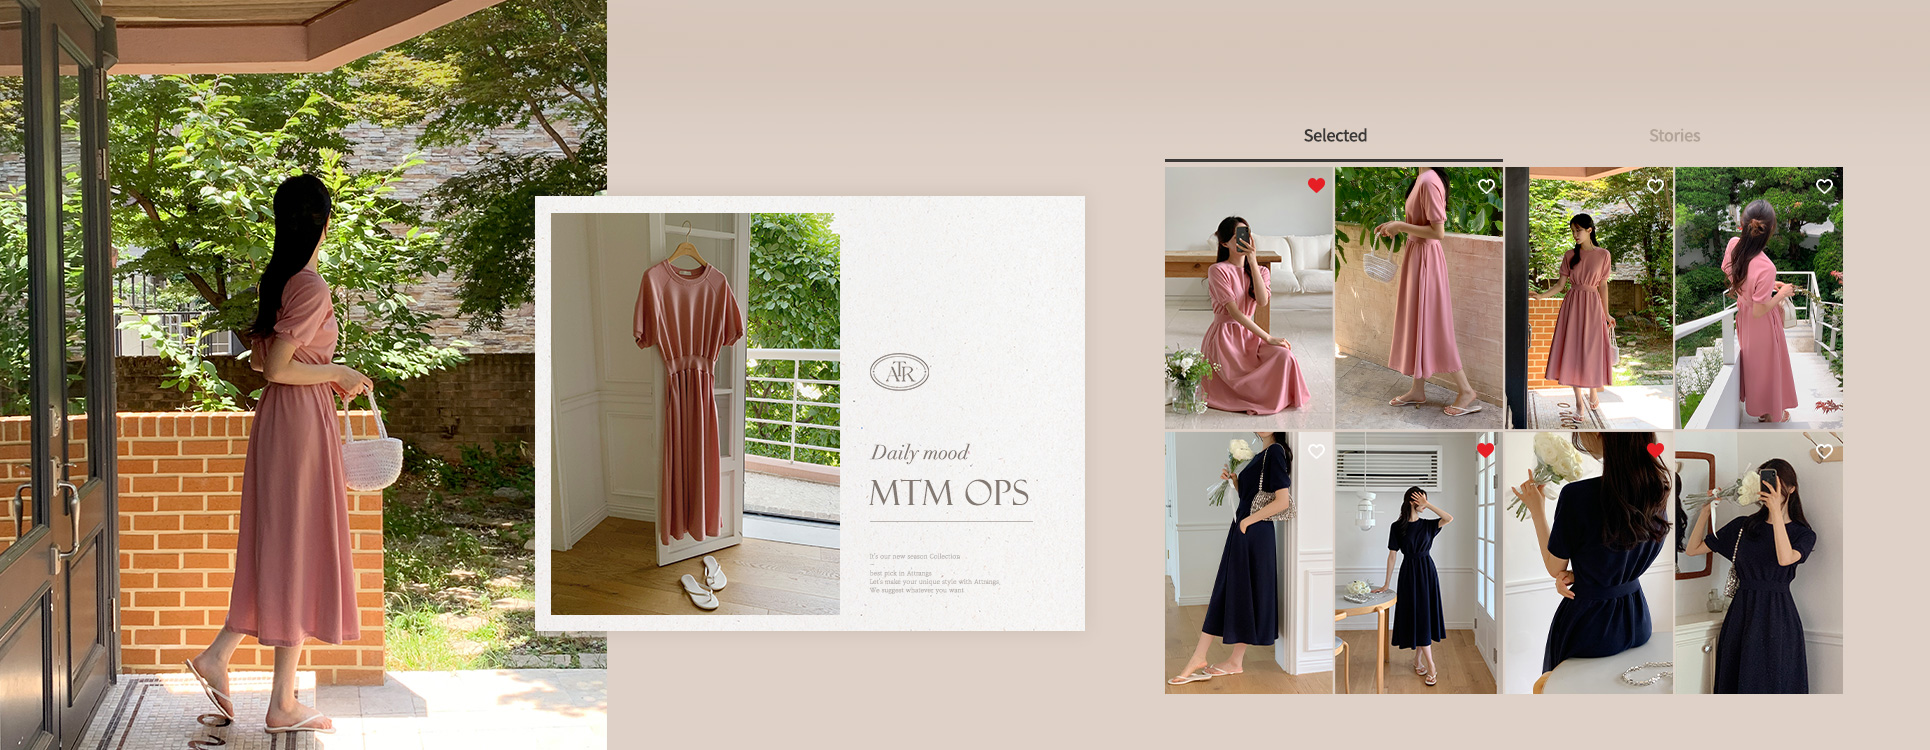 Selected
Stories
ATR
Daily mood
MTM OPS
It's our new season Collection
best pick in Attrangs
Let's make your unique style with Attrangs
We suggest whatever you want